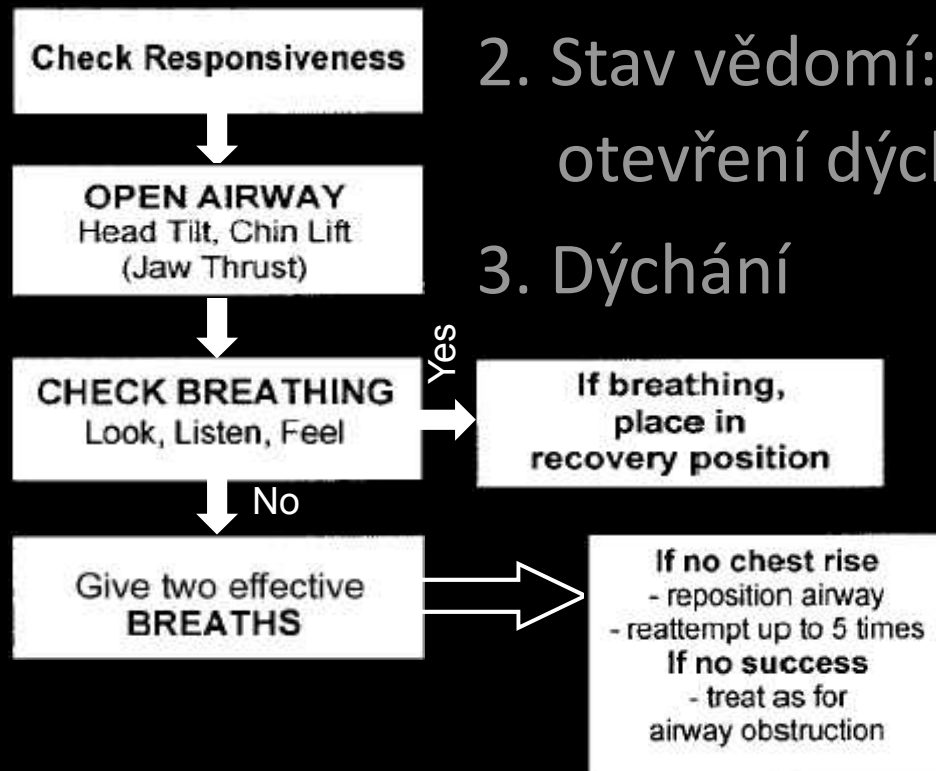 Check Responsiveness
2. Stav vědomí:
otevření dých
OPEN AIRWAY
Head Tilt, Chin Lift
(Jaw Thrust)
3. Dýchání
CHECK BREATHING
Look, Listen, Feel
Yes
If breathing,
place in
recovery position
No
Give two effective
BREATHS
If no chest rise
- reposition airway
- reattempt up to 5 times
If no success
- treat as for
airway obstruction